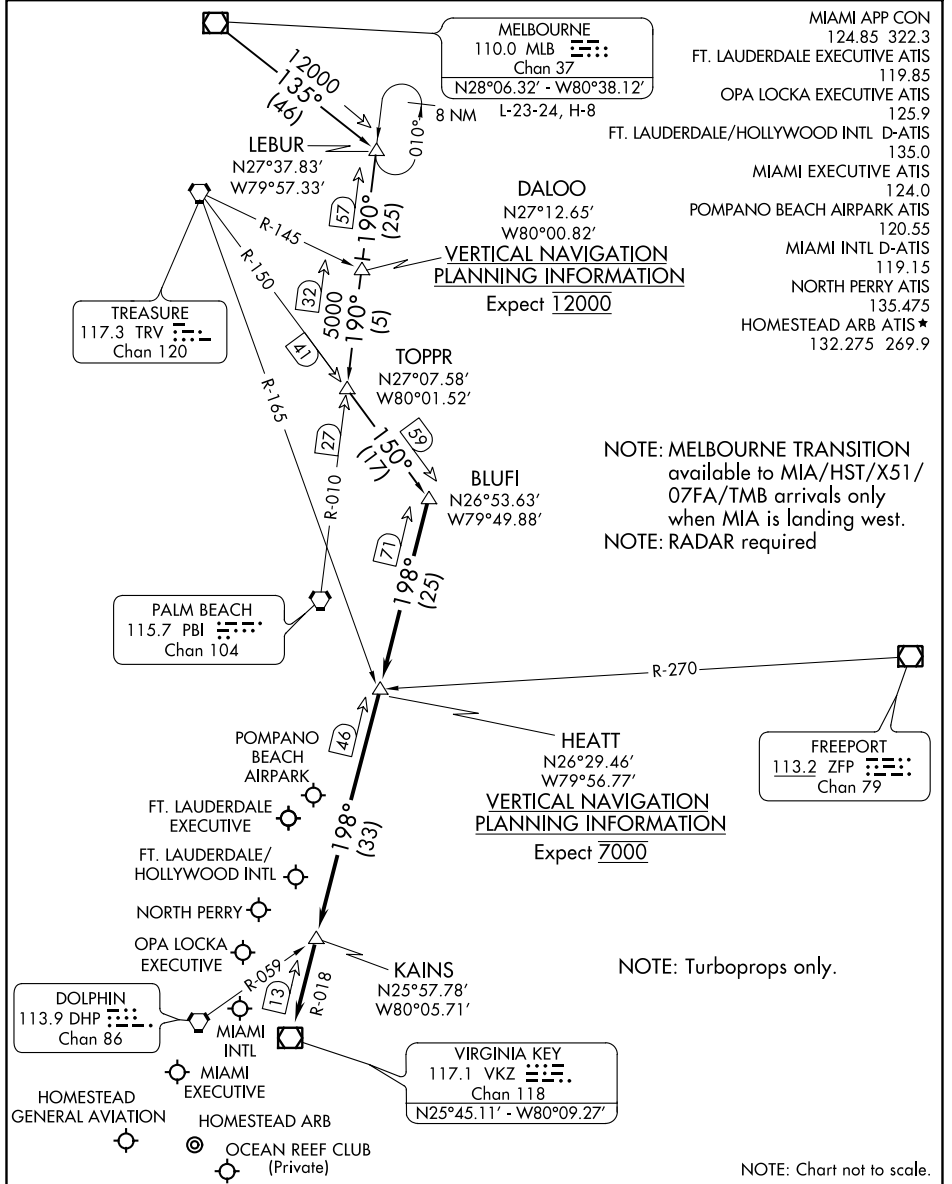 MIAMI APP CON
124.85 322.3
FT. LAUDERDALE EXECUTIVE ATIS
119.85
OPA LOCKA EXECUTIVE ATIS
125.9
FT. LAUDERDALE/HOLLYWOOD INTL D-ATIS
135.0
MIAMI EXECUTIVE ATIS
124.0
POMPANO BEACH AIRPARK ATIS
120.55
MIAMI INTL D-ATIS
119.15
NORTH PERRY ATIS
135.475
HOMESTEAD ARB ATIS★
132.275 269.9
MELBOURNE
110.0 MLB
Chan 37
N28°06.32' - W80°38.12'
L-23-24, H-8
12000
135°
(46)
8 NM
010°
LEBUR
N27°37.83'
W79°57.33'
57
190°
(25)
DALOO
N27°12.65'
W80°00.82'
VERTICAL NAVIGATION
PLANNING INFORMATION
Expect 12000
R-145
R-150
R-165
32
5000
190°
(5)
41
TREASURE
117.3 TRV
Chan 120
TOPPR
N27°07.58'
W80°01.52'
27
R-010
59
150°
(17)
BLUFI
N26°53.63'
W79°49.88'
NOTE: MELBOURNE TRANSITION
available to MIA/HST/X51/
07FA/TMB arrivals only
when MIA is landing west.
NOTE: RADAR required
71
198°
(25)
PALM BEACH
115.7 PBI
Chan 104
R-270
FREEPORT
113.2 ZFP
Chan 79
HEATT
N26°29.46'
W79°56.77'
VERTICAL NAVIGATION
PLANNING INFORMATION
Expect 7000
46
198°
(33)
POMPANO
BEACH
AIRPARK
FT. LAUDERDALE
EXECUTIVE
FT. LAUDERDALE/
HOLLYWOOD INTL
NORTH PERRY
OPA LOCKA
EXECUTIVE
R-059
13
R-018
KAINS
N25°57.78'
W80°05.71'
NOTE: Turboprops only.
DOLPHIN
113.9 DHP
Chan 86
MIAMI
INTL
MIAMI
EXECUTIVE
VIRGINIA KEY
117.1 VKZ
Chan 118
N25°45.11' - W80°09.27'
HOMESTEAD
GENERAL AVIATION
HOMESTEAD ARB
OCEAN REEF CLUB
(Private)
NOTE: Chart not to scale.